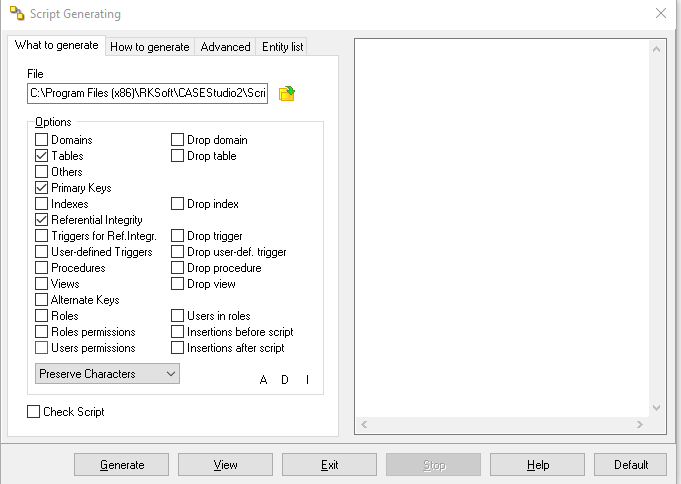 Script Generating
What to generate How to generate Advanced Entity list
File
C:\Program Files (x86)\RKSoft\CASEStudio2\Scri
Options
Domains Drop domain
Tables Drop table
Others
Primary Keys
Indexes Drop index
Referential Integrity
Triggers for Ref.Integr. Drop trigger
User-defined Triggers Drop user-def. trigger
Procedures Drop procedure
Views Drop view
Alternate Keys
Roles Users in roles
Roles permissions Insertions before script
Users permissions Insertions after script
Preserve Characters A D I
Check Script
Generate View Exit Stop Help Default